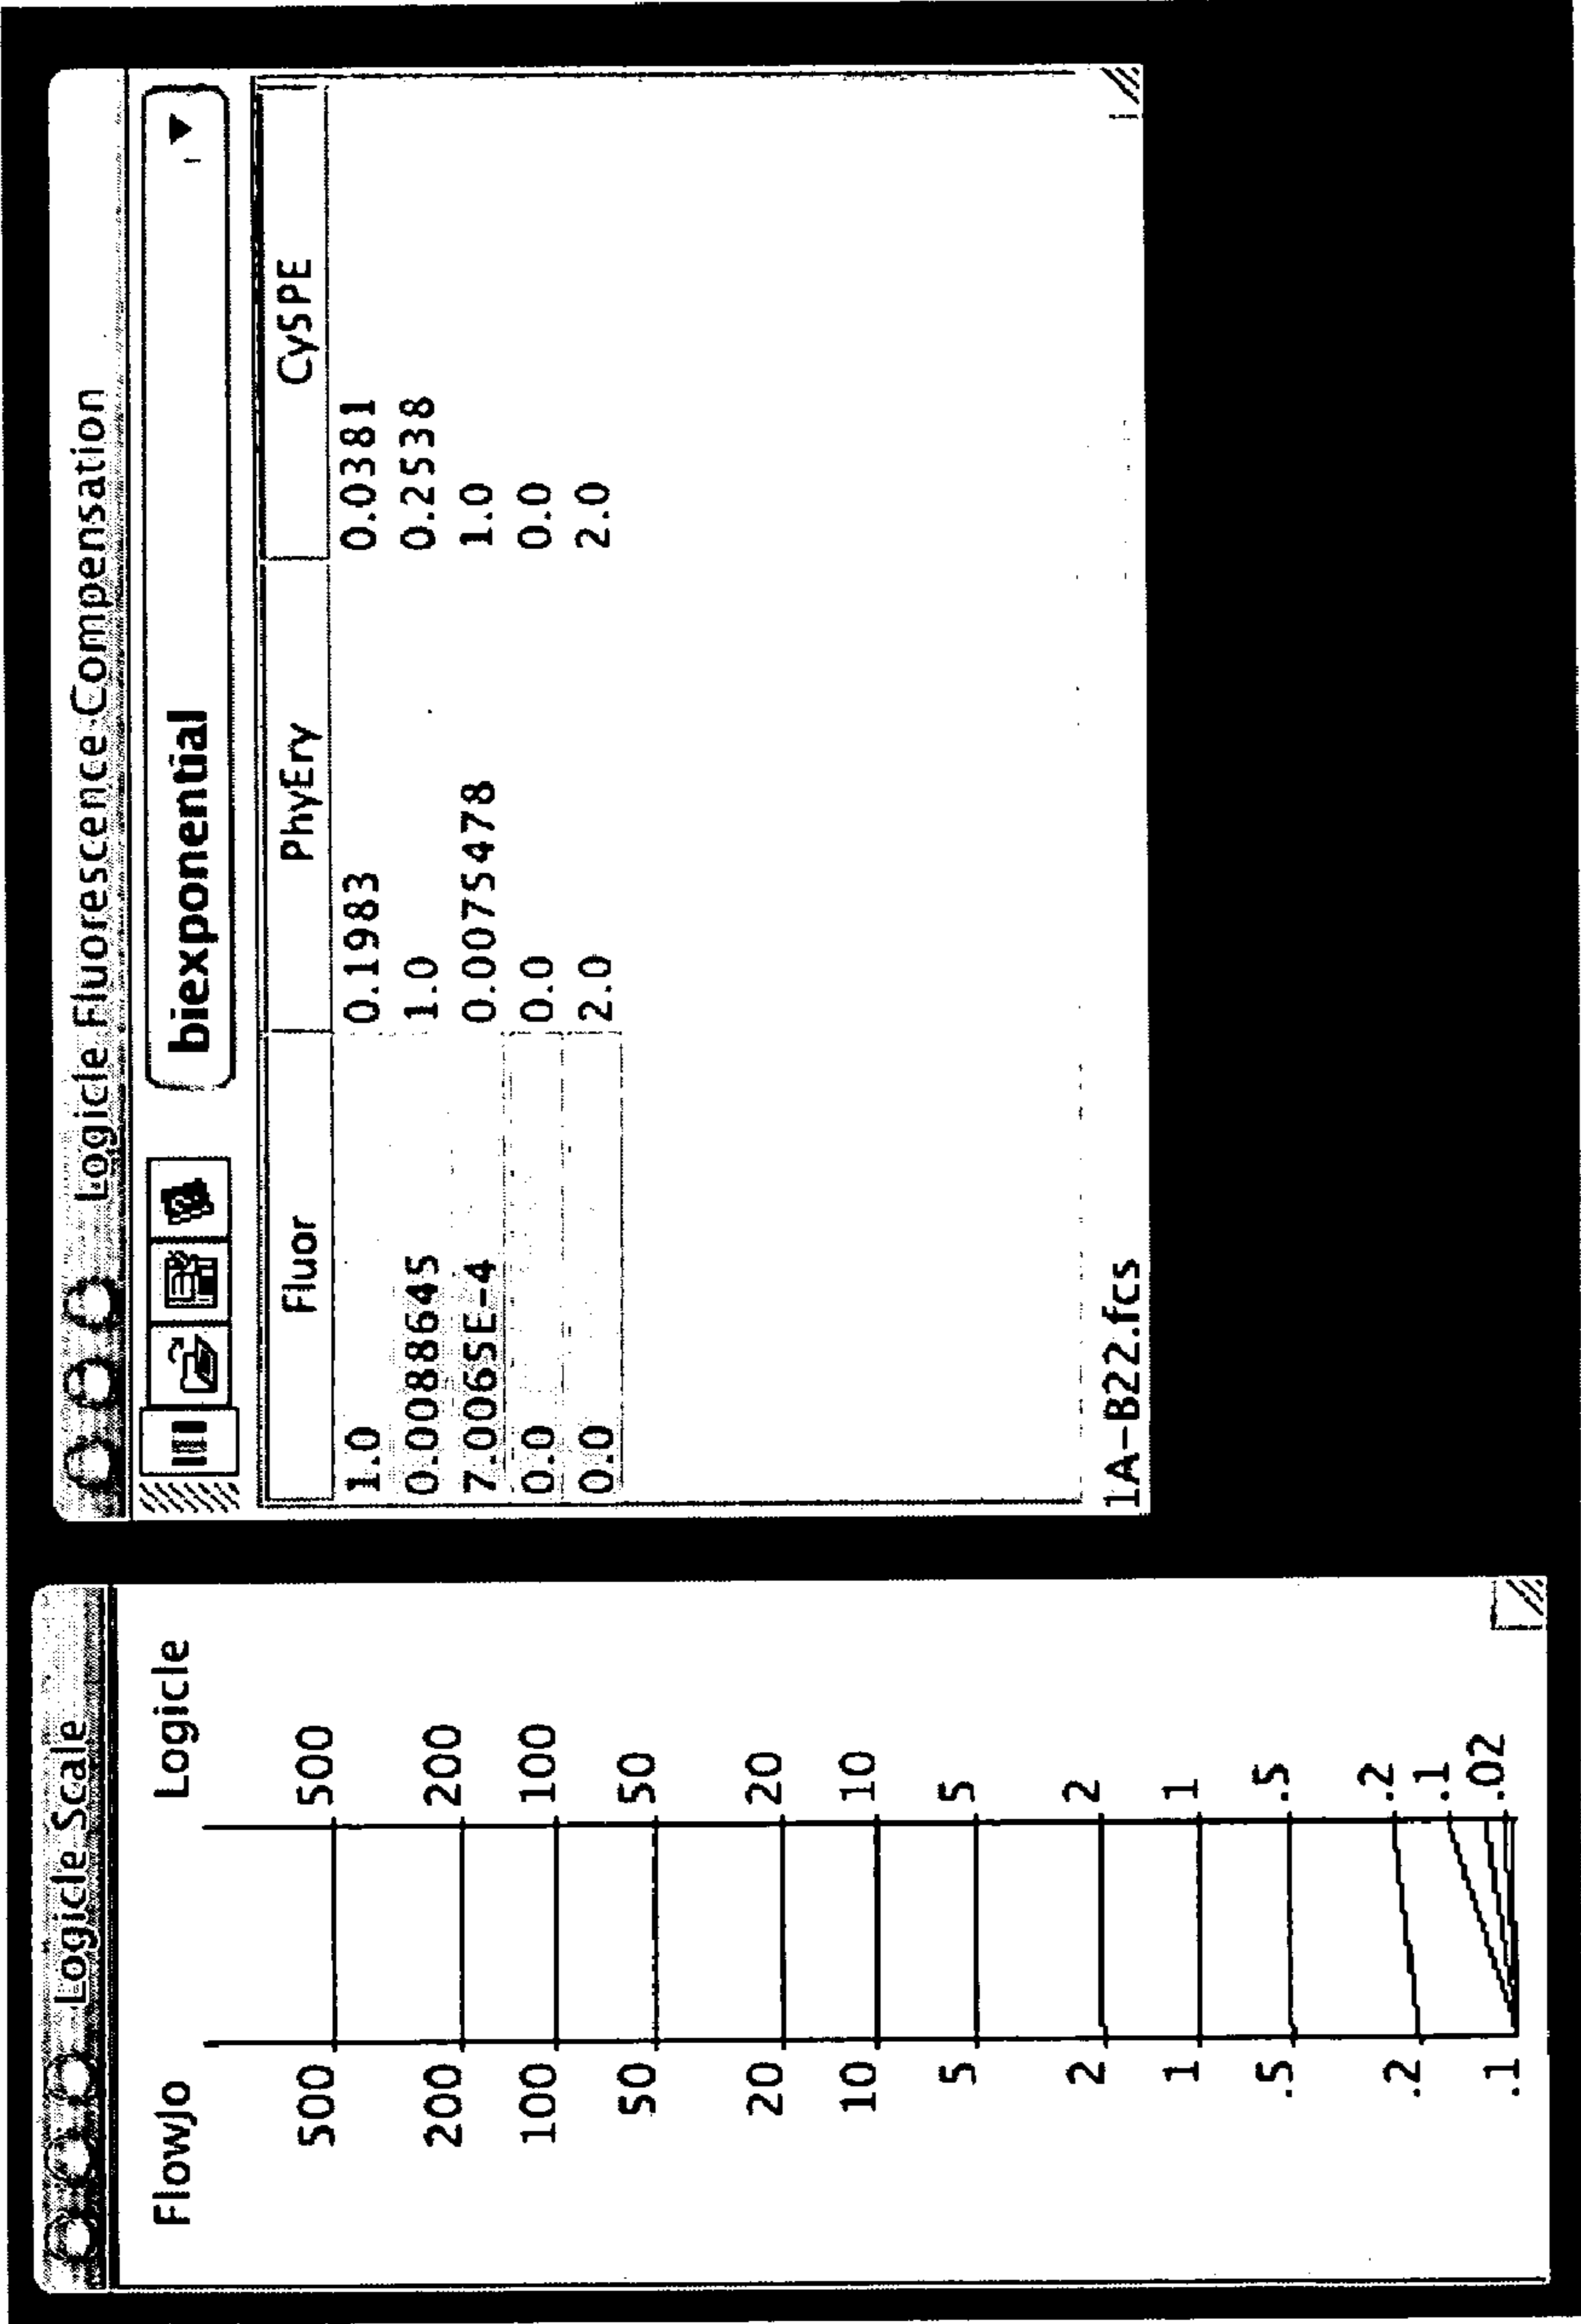 Logicle Scale
FlowJo Logicle
500 500
200 200
100 100
50 50
20 20
10 10
5 5
2 2
1 1
.5 .5
.2 .2
.1
.1 .02
Logicle Fluorescence Compensation
biexponential
Fluor PhyEry Cy5PE
1.0 0.1983 0.0381
0.0088645 1.0 0.2538
7.0065E-4 0.0075478 1.0
0.0 0.0 0.0
0.0 2.0 2.0
1A-B22.fcs